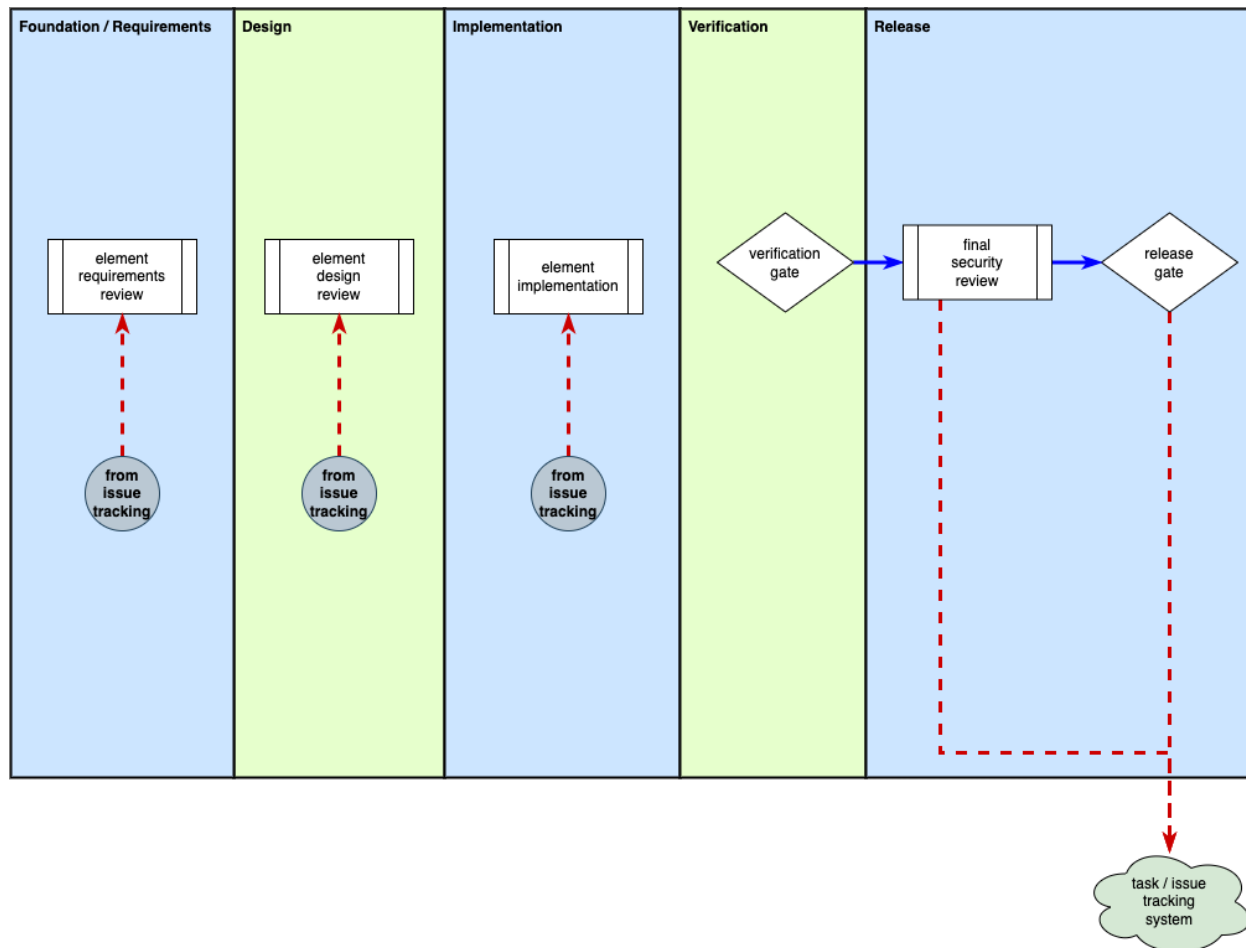 Foundation / Requirements
Design
Implementation
Verification
Release
element
requirements
review
element
design
review
element
implementation
verification
gate
final
security
review
release
gate
from
issue
tracking
from
issue
tracking
from
issue
tracking
task / issue
tracking
system